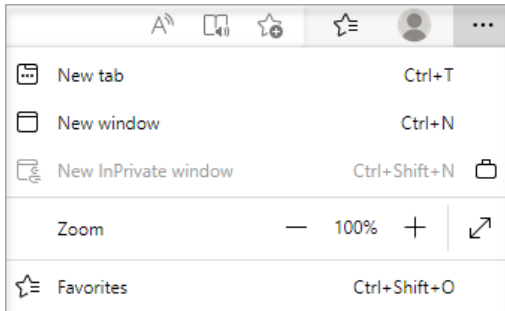 A
New tab Ctrl+T
New window Ctrl+N
New InPrivate window Ctrl+Shift+N
Zoom — 100% +
Favorites Ctrl+Shift+O